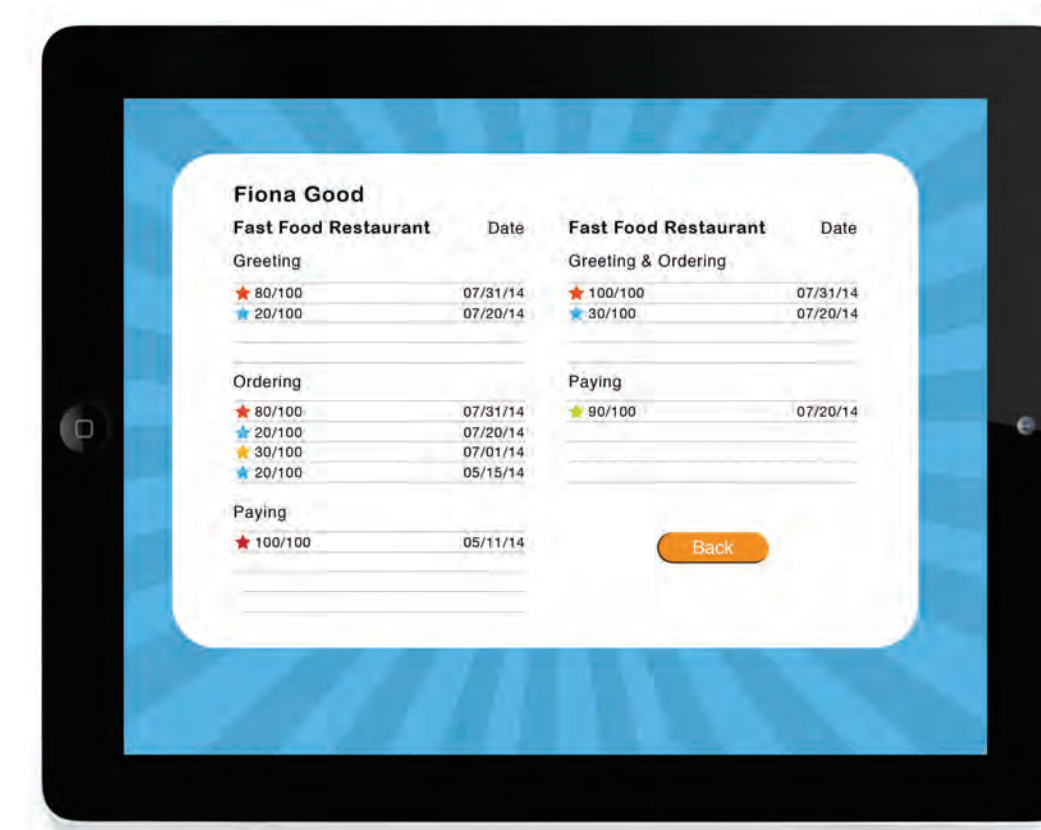 Fiona Good
Fast Food Restaurant Date
Greeting
80/100 07/31/14
20/100 07/20/14
Ordering
80/100 07/31/14
20/100 07/20/14
30/100 07/01/14
20/100 05/15/14
Paying
100/100 05/11/14
Fast Food Restaurant Date
Greeting & Ordering
100/100 07/31/14
30/100 07/20/14
Paying
90/100 07/20/14
Back